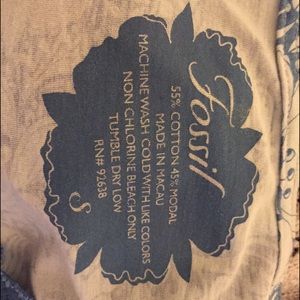 Fossil
55% COTTON 45% MODAL
MADE IN MACAU
MACHINE WASH COLD WITH LIKE COLORS
NON CHLORINE BLEACH ONLY
TUMBLE DRY LOW
RN# 92638
S